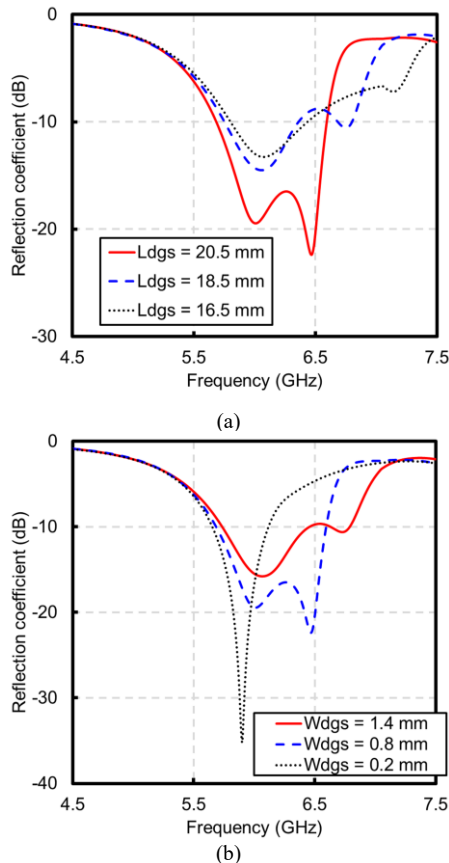 0
-10
-20
-30
Reflection coefficient (dB)
Ldgs = 20.5 mm
Ldgs = 18.5 mm
Ldgs = 16.5 mm
4.5 5.5 6.5 7.5
Frequency (GHz)
(a)
0
-10
-20
-30
-40
Reflection coefficient (dB)
Wdgs = 1.4 mm
Wdgs = 0.8 mm
Wdgs = 0.2 mm
4.5 5.5 6.5 7.5
Frequency (GHz)
(b)